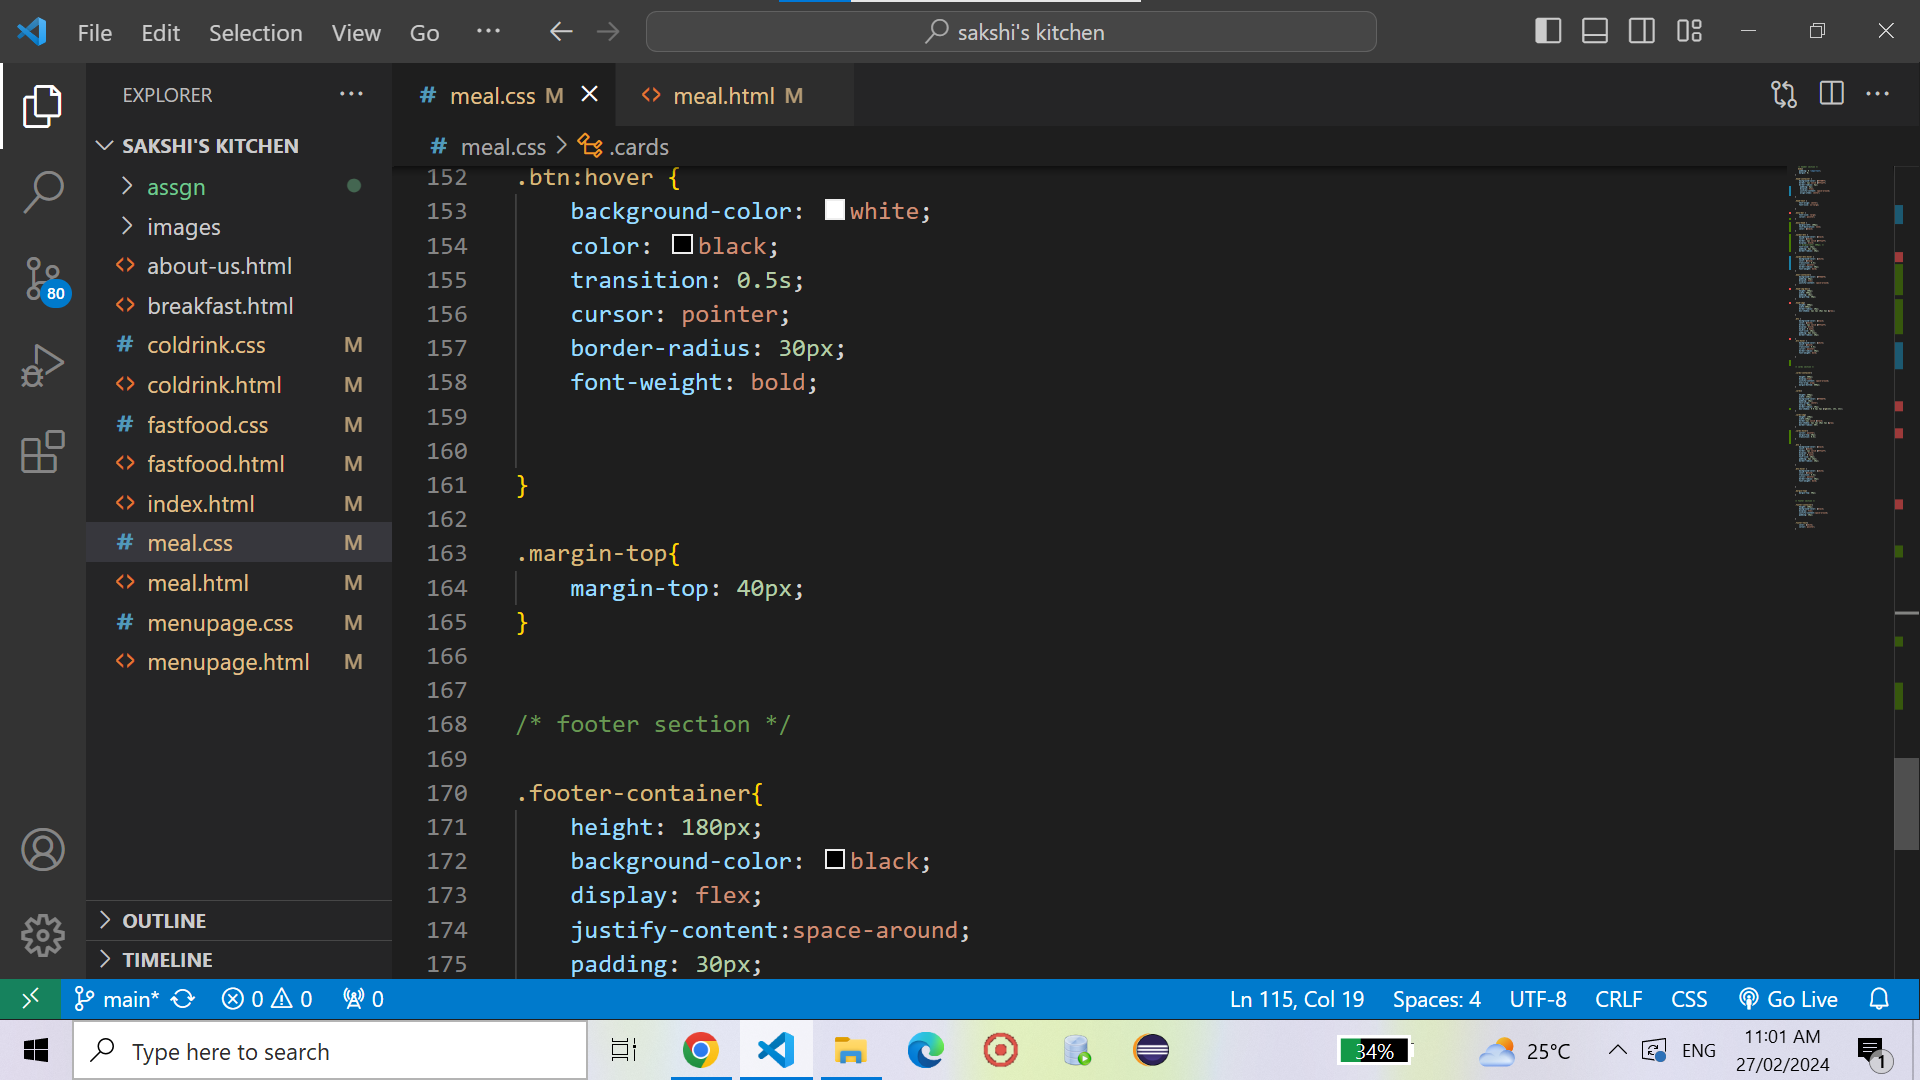 File Edit Selection View Go ··· sakshi's kitchen
EXPLORER ···
# meal.css M <> meal.html M
SAKSHI'S KITCHEN
# meal.css > .cards
assgn
images
<> about-us.html
<> breakfast.html
# coldrink.css M
<> coldrink.html M
# fastfood.css M
<> fastfood.html M
<> index.html M
# meal.css M
<> meal.html M
# menupage.css M
<> menupage.html M
80
OUTLINE
TIMELINE
152 .btn:hover {
153 background-color: white;
154 color: black;
155 transition: 0.5s;
156 cursor: pointer;
157 border-radius: 30px;
158 font-weight: bold;
159
160
161 }
162
163 .margin-top{
164 margin-top: 40px;
165 }
166
167
168 /* footer section */
169
170 .footer-container{
171 height: 180px;
172 background-color: black;
173 display: flex;
174 justify-content:space-around;
175 padding: 30px;
main* 0 0 0 Ln 115, Col 19 Spaces: 4 UTF-8 CRLF CSS Go Live
Type here to search 34% 25°C ENG 11:01 AM
27/02/2024 1